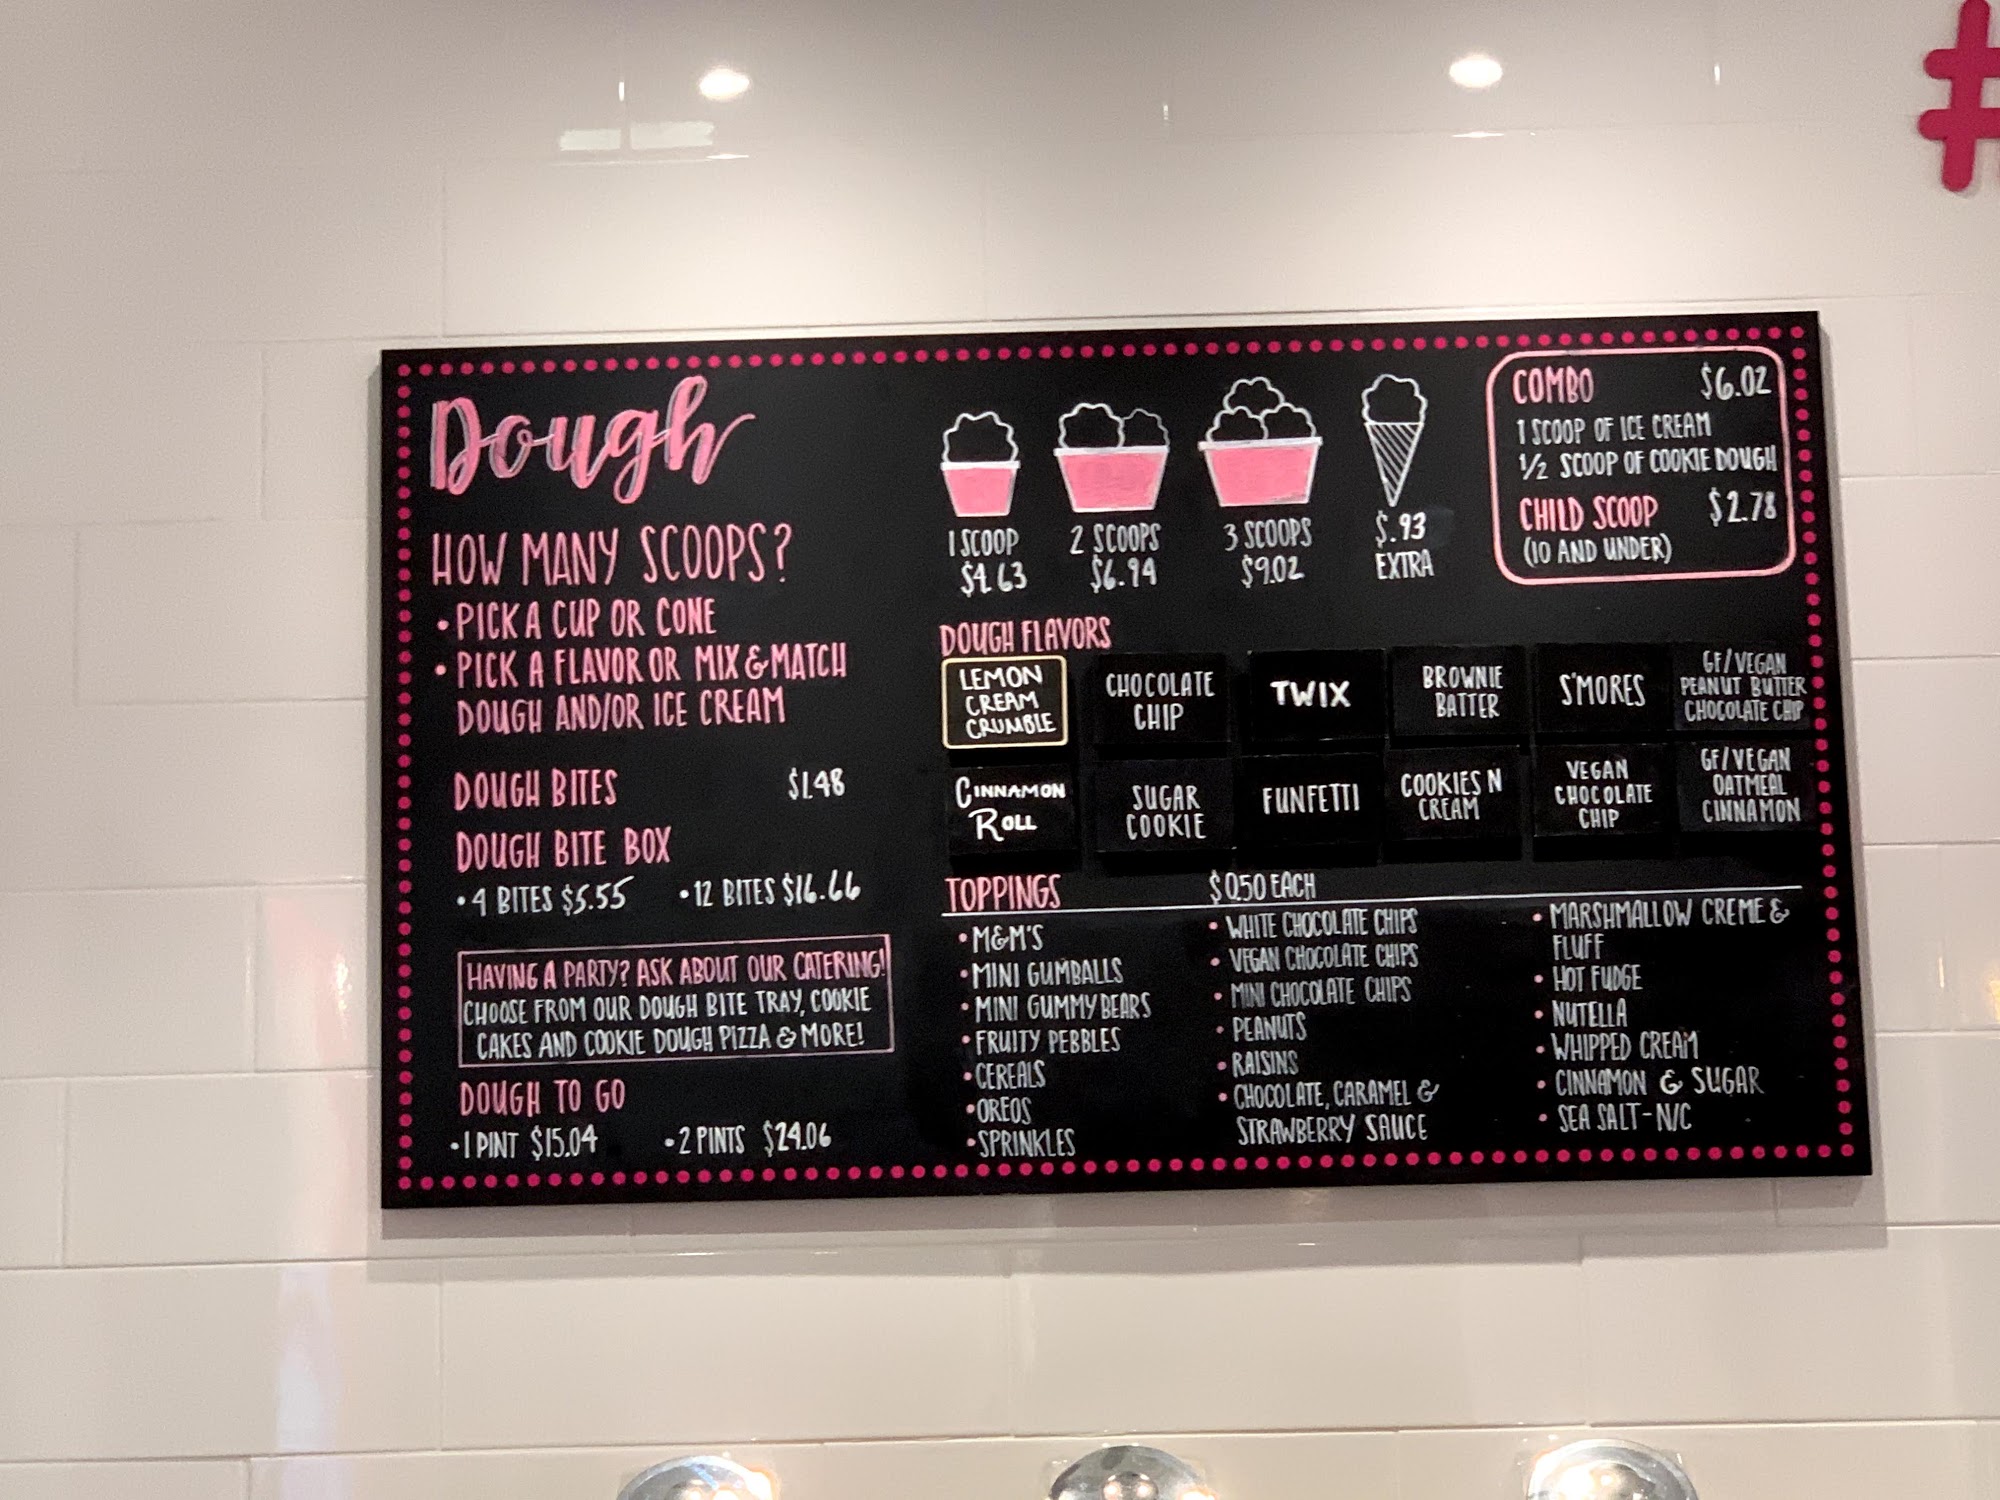 #
Dough
HOW MANY SCOOPS?
• PICK A CUP OR CONE
• PICK A FLAVOR OR MIX & MATCH
DOUGH AND/OR ICE CREAM
DOUGH BITES $1.48
DOUGH BITE BOX
• 4 BITES $5.55 • 12 BITES $16.66
HAVING A PARTY? ASK ABOUT OUR CATERING!
CHOOSE FROM OUR DOUGH BITE TRAY, COOKIE
CAKES AND COOKIE DOUGH PIZZA & MORE!
DOUGH TO GO
• 1 PINT $15.04 • 2 PINTS $24.06
1 SCOOP
$4.63
2 SCOOPS
$6.94
3 SCOOPS
$9.02
$.93
EXTRA
COMBO $6.02
1 SCOOP OF ICE CREAM
1/2 SCOOP OF COOKIE DOUGH
CHILD SCOOP $2.78
(10 AND UNDER)
DOUGH FLAVORS
LEMON
CREAM
CRUMBLE
CHOCOLATE
CHIP
TWIX
BROWNIE
BATTER
S'MORES
GF/VEGAN
PEANUT BUTTER
CHOCOLATE CHIP
CINNAMON
ROLL
SUGAR
COOKIE
FUNFETTI
COOKIES N
CREAM
VEGAN
CHOCOLATE
CHIP
GF/VEGAN
OATMEAL
CINNAMON
TOPPINGS $0.50 EACH
• M&M'S
• MINI GUMBALLS
• MINI GUMMY BEARS
• FRUITY PEBBLES
• CEREALS
• OREOS
• SPRINKLES
• WHITE CHOCOLATE CHIPS
• VEGAN CHOCOLATE CHIPS
• MINI CHOCOLATE CHIPS
• PEANUTS
• RAISINS
• CHOCOLATE, CARAMEL &
STRAWBERRY SAUCE
• MARSHMALLOW CREME &
FLUFF
• HOT FUDGE
• NUTELLA
• WHIPPED CREAM
• CINNAMON & SUGAR
• SEA SALT-N/C